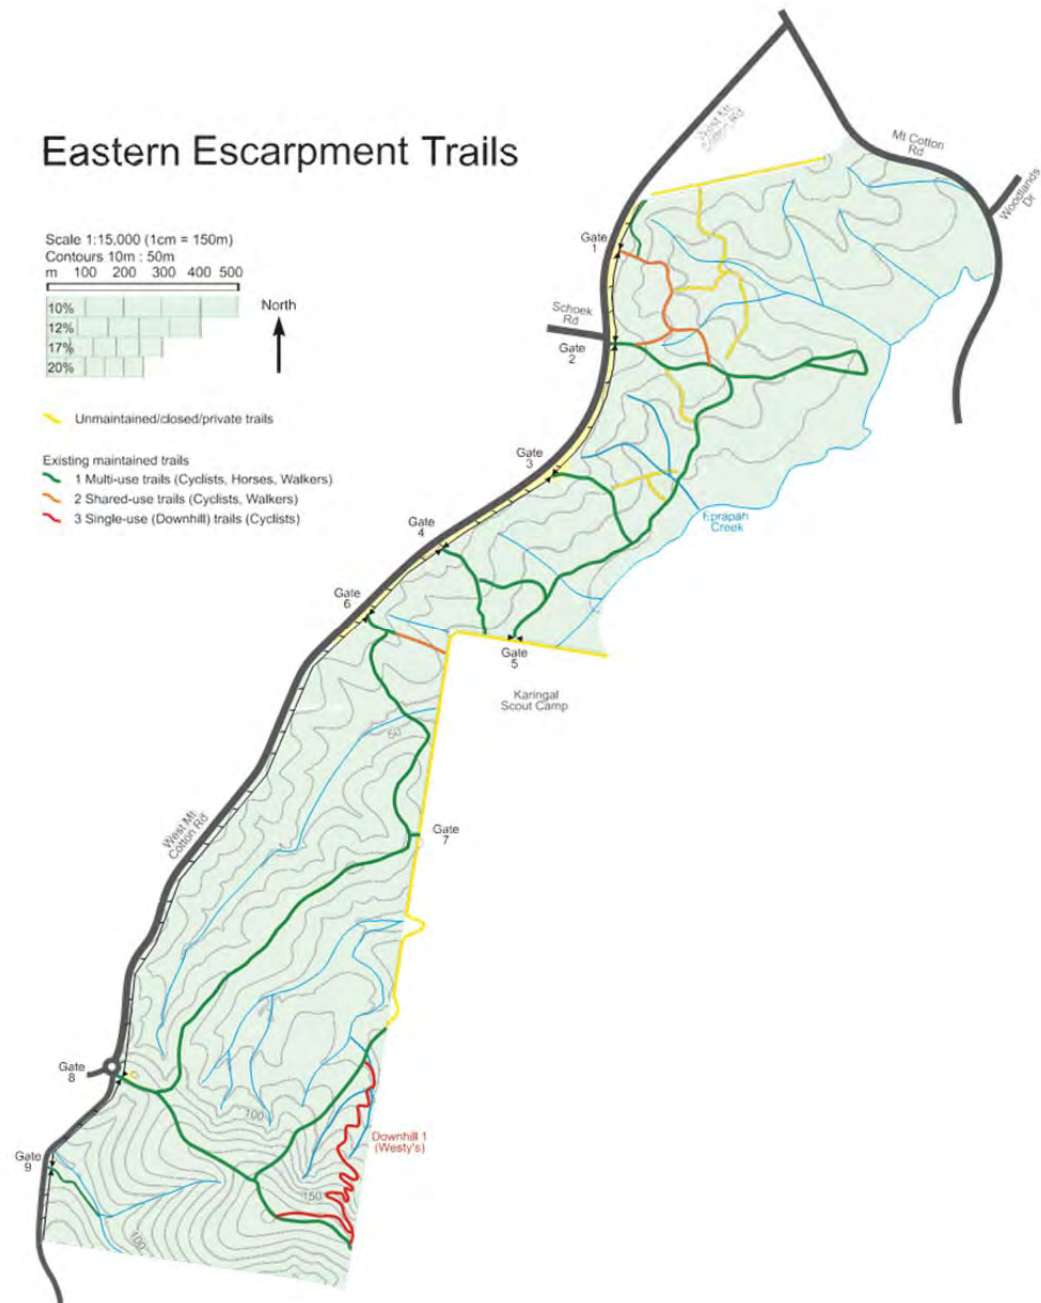 Eastern Escarpment Trails
Scale 1:15,000 (1cm = 150m)
Contours 10m : 50m
m 100 200 300 400 500
10%
12%
17%
20%
North
Unmaintained/closed/private trails
Existing maintained trails
1 Multi-use trails (Cyclists, Horses, Walkers)
2 Shared-use trails (Cyclists, Walkers)
3 Single-use (Downhill) trails (Cyclists)
West Mt
Cotton Rd
Mt Cotton
Rd
Woodlands
Dr
Gate
1
Schoek
Rd
Gate
2
Gate
3
Gate
4
Eprapah
Creek
Gate
6
Gate
5
Karingal
Scout Camp
50
West Mt
Cotton Rd
Gate
7
Gate
8
100
Downhill 1
(Westy's)
Gate
9
150
100